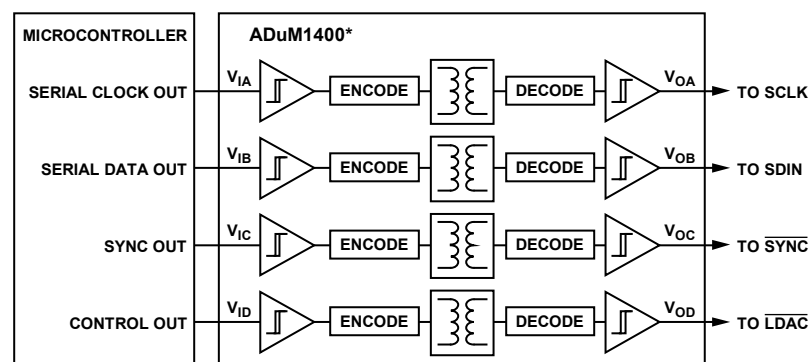 MICROCONTROLLER
ADuM1400*
SERIAL CLOCK OUT VIA ENCODE DECODE VOA TO SCLK
SERIAL DATA OUT VIB ENCODE DECODE VOB TO SDIN
SYNC OUT VIC ENCODE DECODE VOC TO SYNC
CONTROL OUT VID ENCODE DECODE VOD TO LDAC